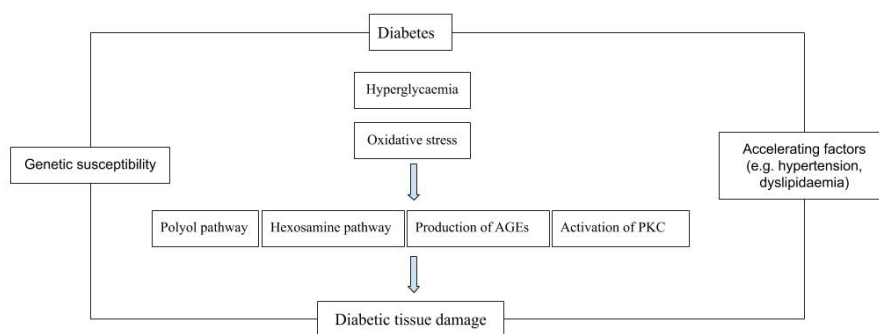 Diabetes
Hyperglycaemia
Oxidative stress
Genetic susceptibility
Accelerating factors
(e.g. hypertension,
dyslipidaemia)
Polyol pathway
Hexosamine pathway
Production of AGEs
Activation of PKC
Diabetic tissue damage